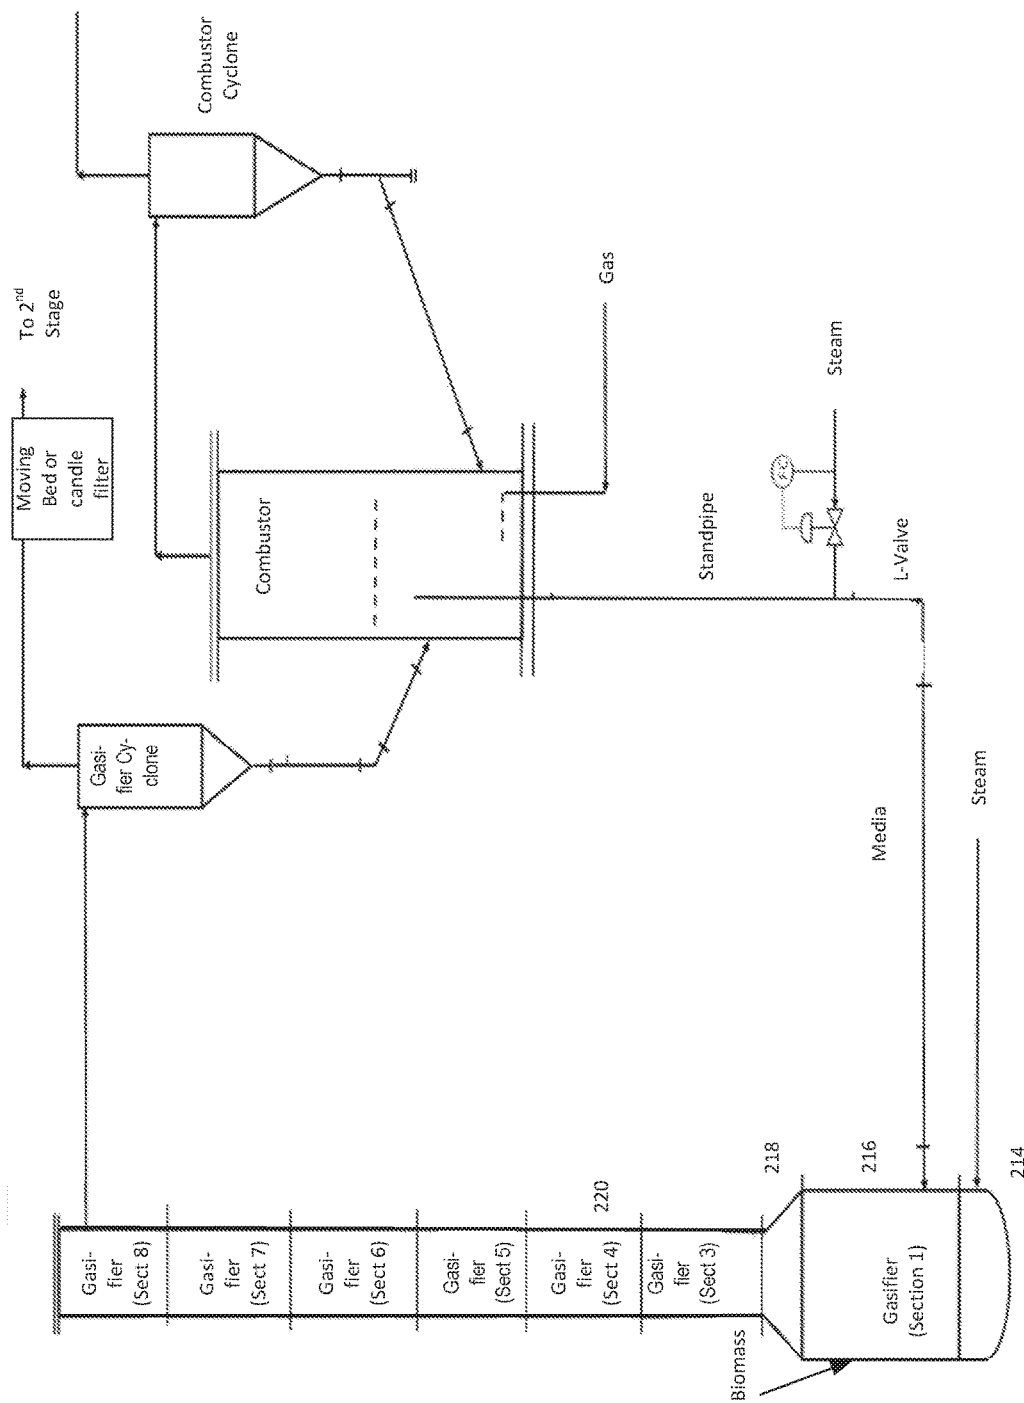 Combustor
Cyclone
To 2nd
Stage
Moving
Bed or
candle
filter
Gas
Steam
Combustor
Standpipe
L-Valve
Gasi-
fier Cy-
clone
Media
Steam
Gasi-
fier
(Sect 8)
Gasi-
fier
(Sect 7)
Gasi-
fier
(Sect 6)
Gasi-
fier
(Sect 5)
Gasi-
fier
(Sect 4)
Gasi-
fier
(Sect 3)
220
218
216
214
Gasifier
(Section 1)
Biomass